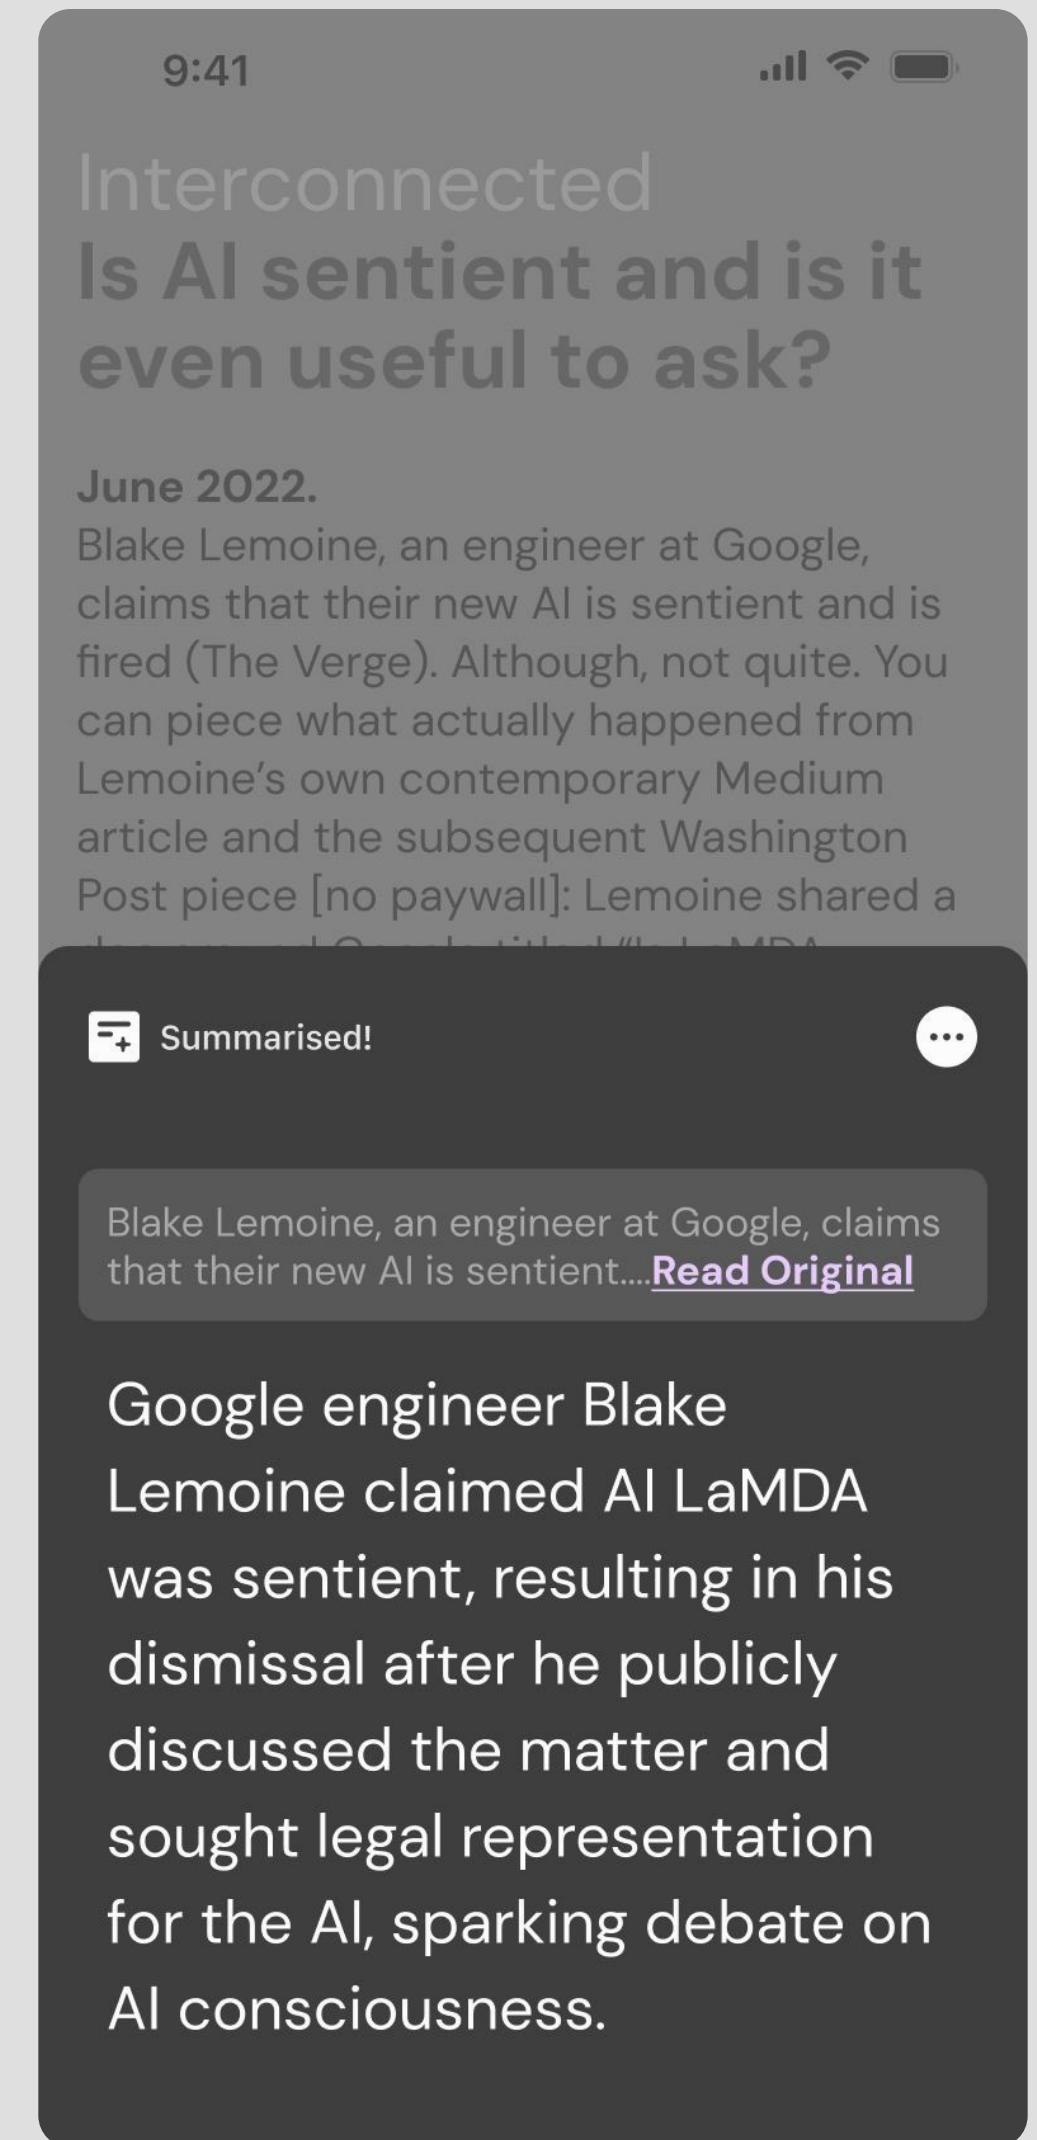 9:41
Interconnected
Is AI sentient and is it
even useful to ask?
June 2022.
Blake Lemoine, an engineer at Google,
claims that their new AI is sentient and is
fired (The Verge). Although, not quite. You
can piece what actually happened from
Lemoine’s own contemporary Medium
article and the subsequent Washington
Post piece [no paywall]: Lemoine shared a
Google titled “Is LaMDA
Summarised!
Blake Lemoine, an engineer at Google, claims
that their new AI is sentient....Read Original
Google engineer Blake
Lemoine claimed AI LaMDA
was sentient, resulting in his
dismissal after he publicly
discussed the matter and
sought legal representation
for the AI, sparking debate on
AI consciousness.